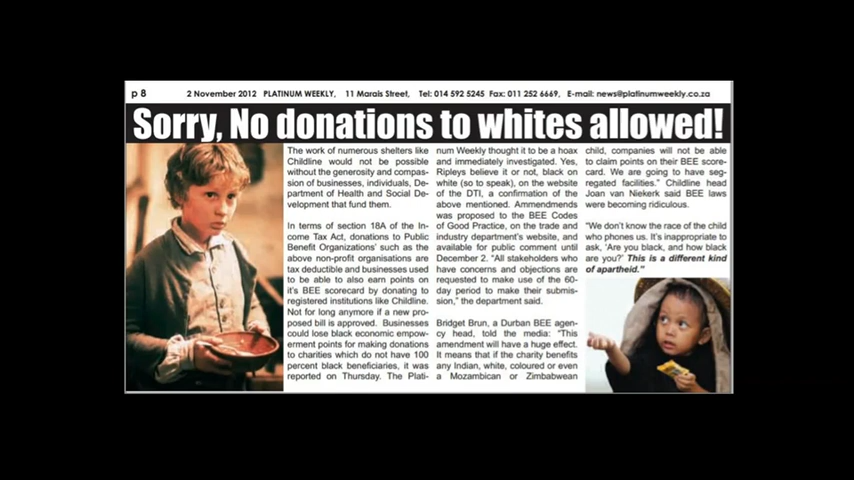 p 8 2 November 2012 PLATINUM WEEKLY, 11 Marais Street, Tel: 014 592 5245 Fax: 011 252 6669, E-mail: news@platinumweekly.co.za
Sorry, No donations to whites allowed!
The work of numerous shelters like
Childline would not be possible
without the generosity and compas-
sion of businesses, individuals, De-
partment of Health and Social De-
velopment that fund them.
In terms of section 18A of the In-
come Tax Act, donations to Public
Benefit Organizations' such as the
above non-profit organisations are
tax deductible and businesses used
to be able to also earn points on
it's BEE scorecard by donating to
registered institutions like Childline.
Not for long anymore if a new pro-
posed bill is approved. Businesses
could lose black economic empow-
erment points for making donations
to charities which do not have 100
percent black beneficiaries, it was
reported on Thursday. The Plati-
num Weekly thought it to be a hoax
and immediately investigated. Yes,
Ripleys believe it or not, black on
white (so to speak), on the website
of the DTI, a confirmation of the
above mentioned. Ammendments
was proposed to the BEE Codes
of Good Practice, on the trade and
industry department's website, and
available for public comment until
December 2. "All stakeholders who
have concerns and objections are
requested to make use of the 60-
day period to make their submis-
sion," the department said.
Bridget Brun, a Durban BEE agen-
cy head, told the media: "This
amendment will have a huge effect.
It means that if the charity benefits
any Indian, white, coloured or even
a Mozambican or Zimbabwean
child, companies will not be able
to claim points on their BEE score-
card. We are going to have seg-
regated facilities." Childline head
Joan van Niekerk said BEE laws
were becoming ridiculous.
"We don't know the race of the child
who phones us. It's inappropriate to
ask, 'Are you black, and how black
are you?' This is a different kind
of apartheid."